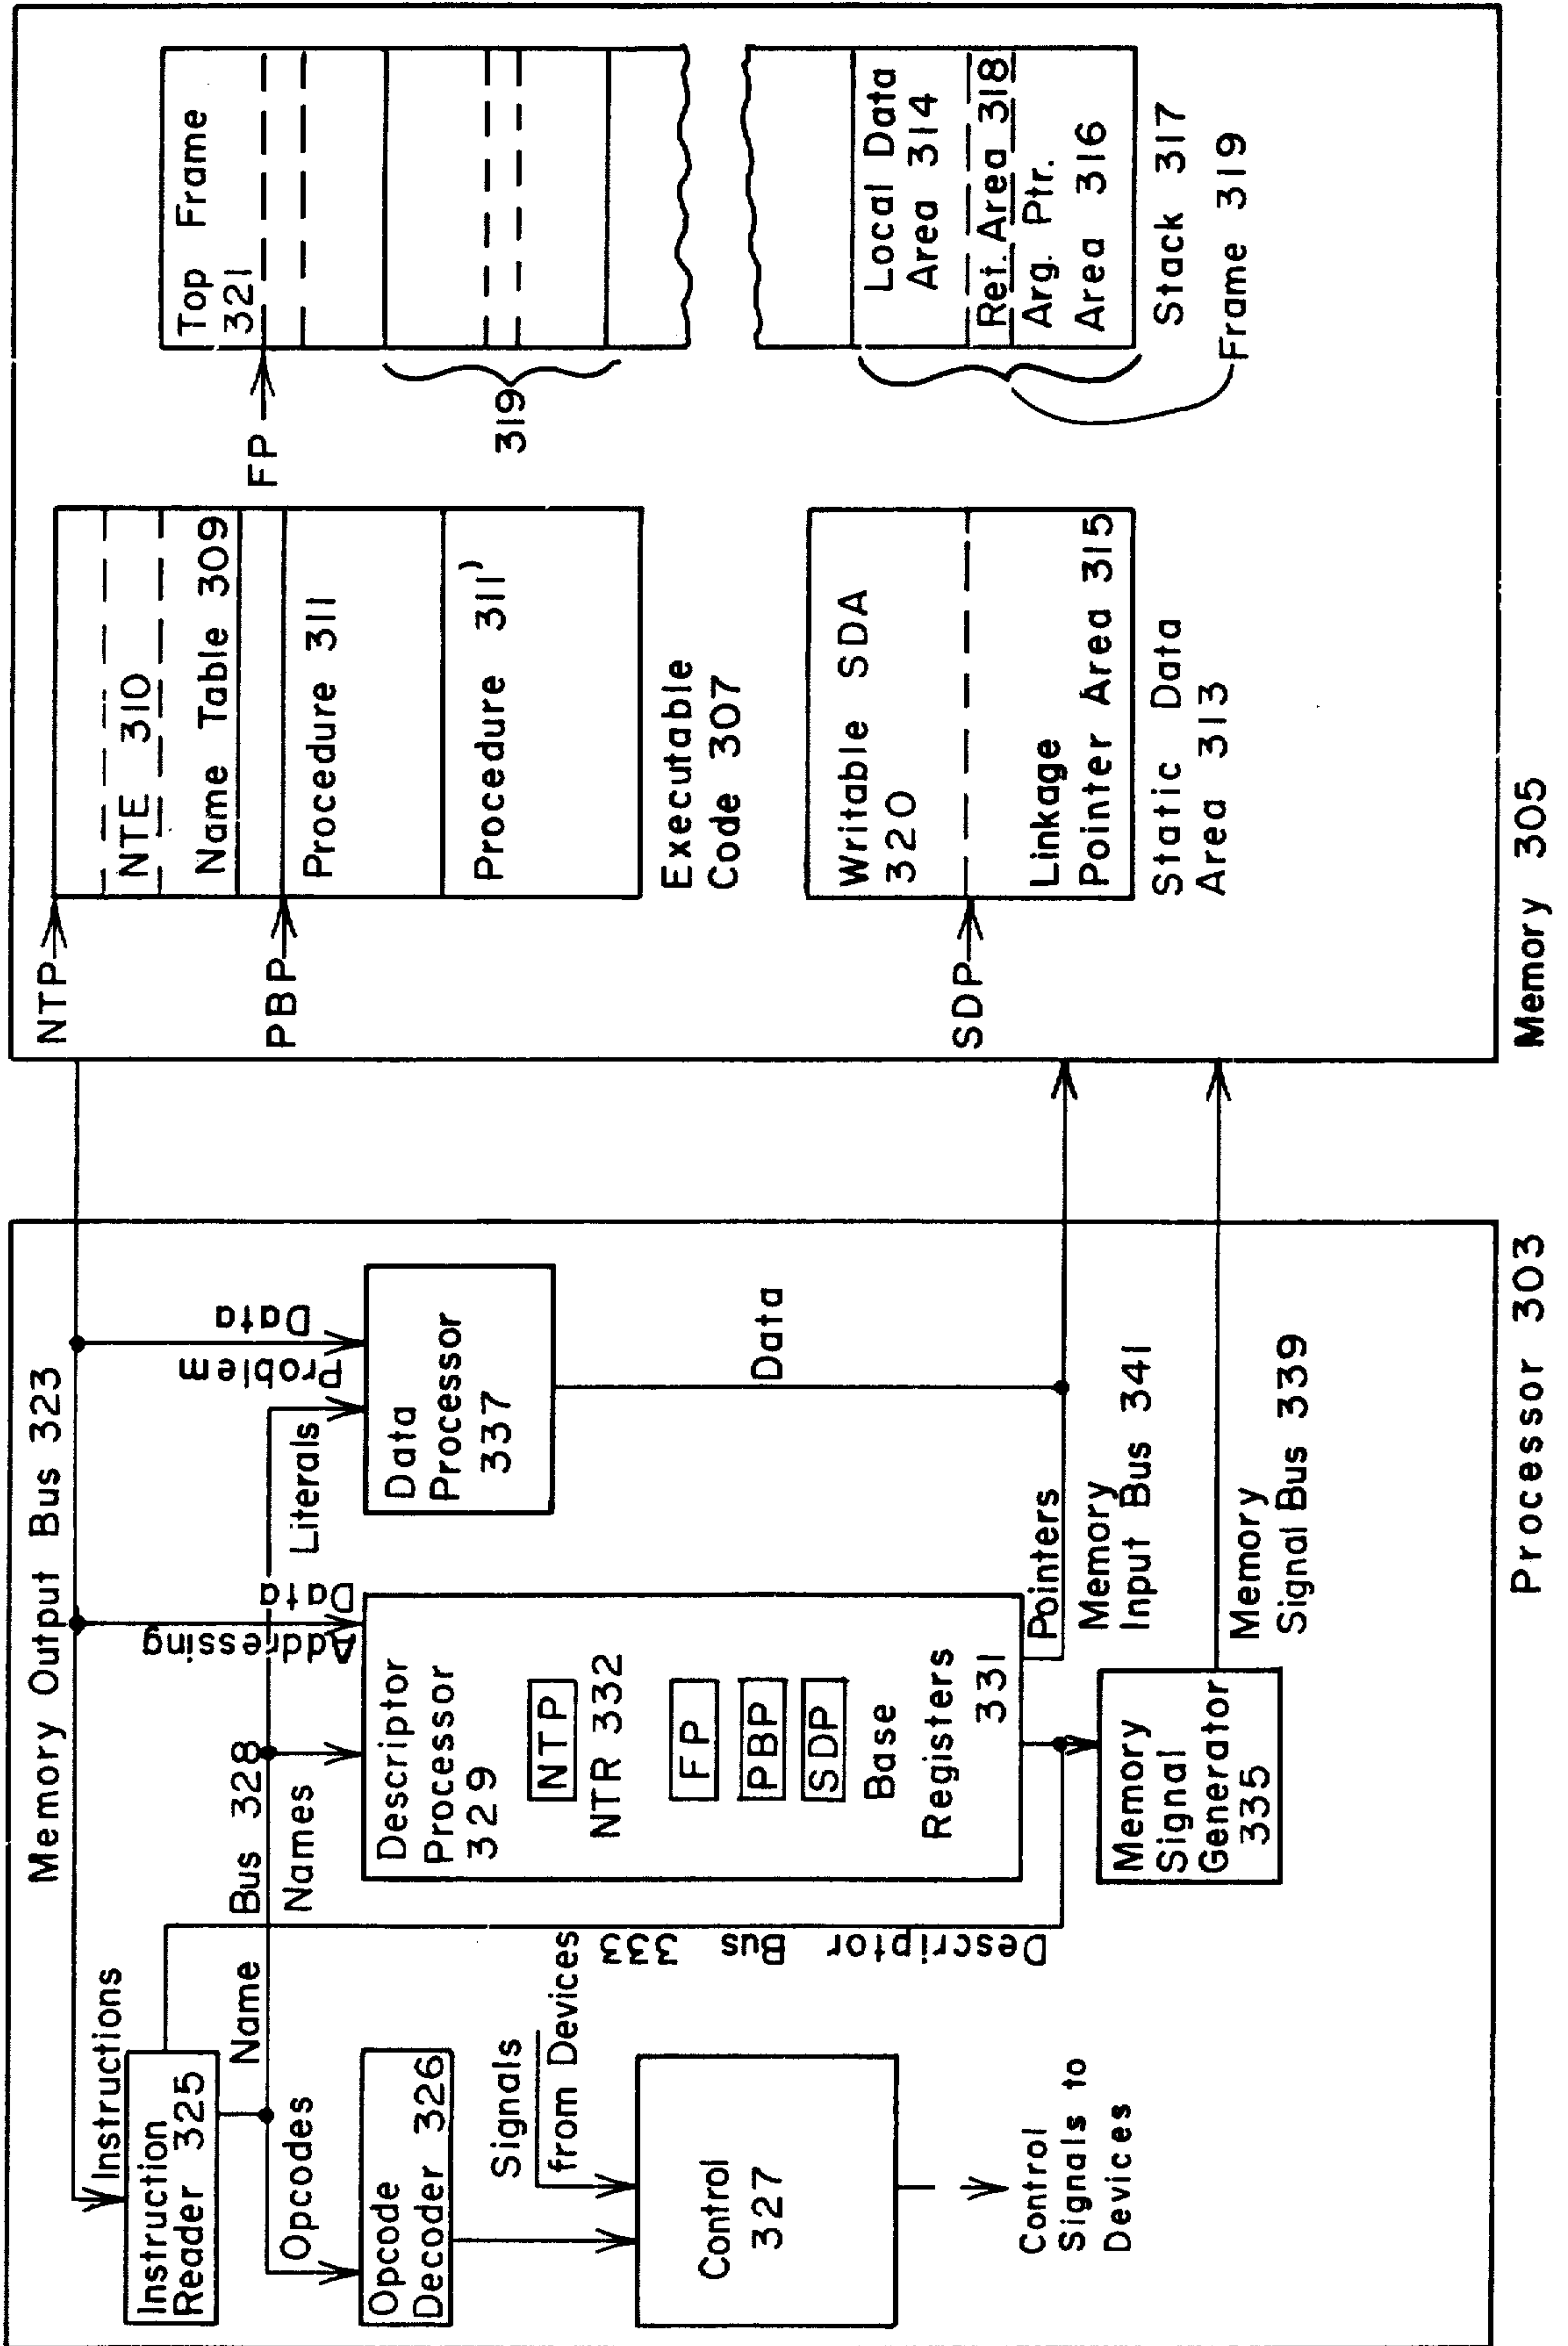 Memory Output Bus 323
Instructions
Instruction
Reader 325
Name Bus 328
Opcodes
Names
Literals
Addressing
Data
Problem
Data
Opcode
Decoder 326
Signals
from Devices
Control
327
Control
Signals to
Devices
Descriptor Bus 333
Descriptor
Processor
329
NTP
NTR 332
FP
PBP
SDP
Base
Registers
331
Data
Processor
337
Data
Pointers
Memory
Input Bus 341
Memory
Signal
Generator
335
Memory
Signal Bus 339
Processor 303
NTP
NTE 310
Name Table 309
PBP
Procedure 311
Procedure 311'
Executable
Code 307
SDP
Writable SDA
320
Linkage
Pointer Area 315
Static Data
Area 313
FP
Top Frame
321
319
Local Data
Area 314
Ret. Area 318
Arg. Ptr.
Area 316
Stack 317
Frame 319
Memory 305